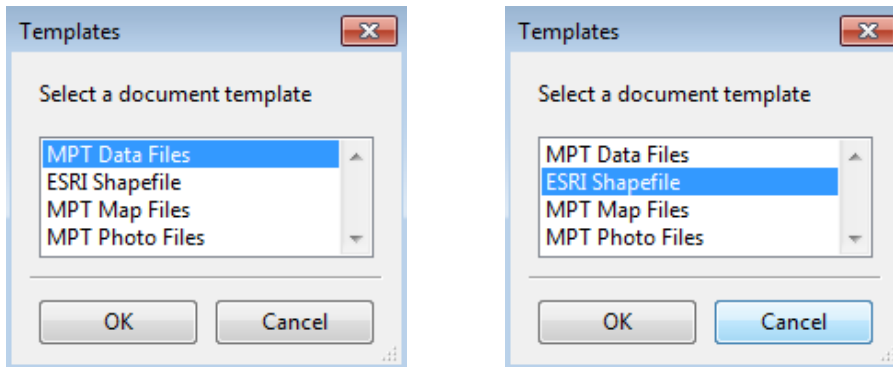 Templates
Select a document template
MPT Data Files
ESRI Shapefile
MPT Map Files
MPT Photo Files
OK
Cancel
Templates
Select a document template
MPT Data Files
ESRI Shapefile
MPT Map Files
MPT Photo Files
OK
Cancel